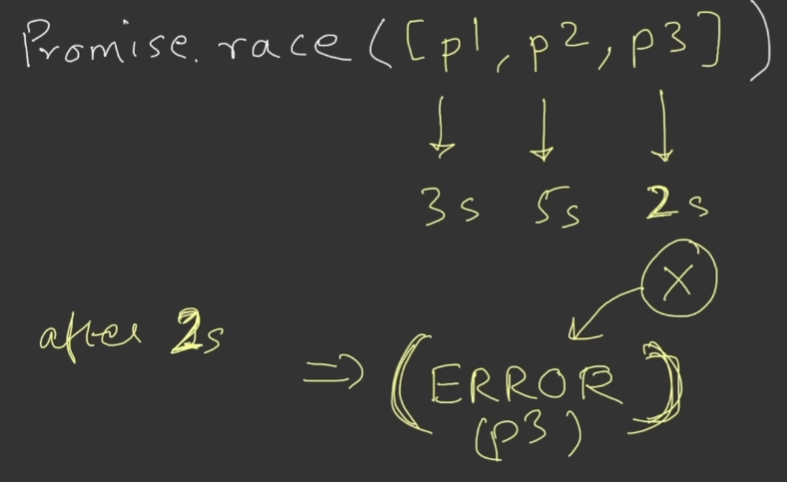 Promise.race([p1, p2, p3])
3s 5s 2s
X
after 2s
=> (ERROR)
(p3)